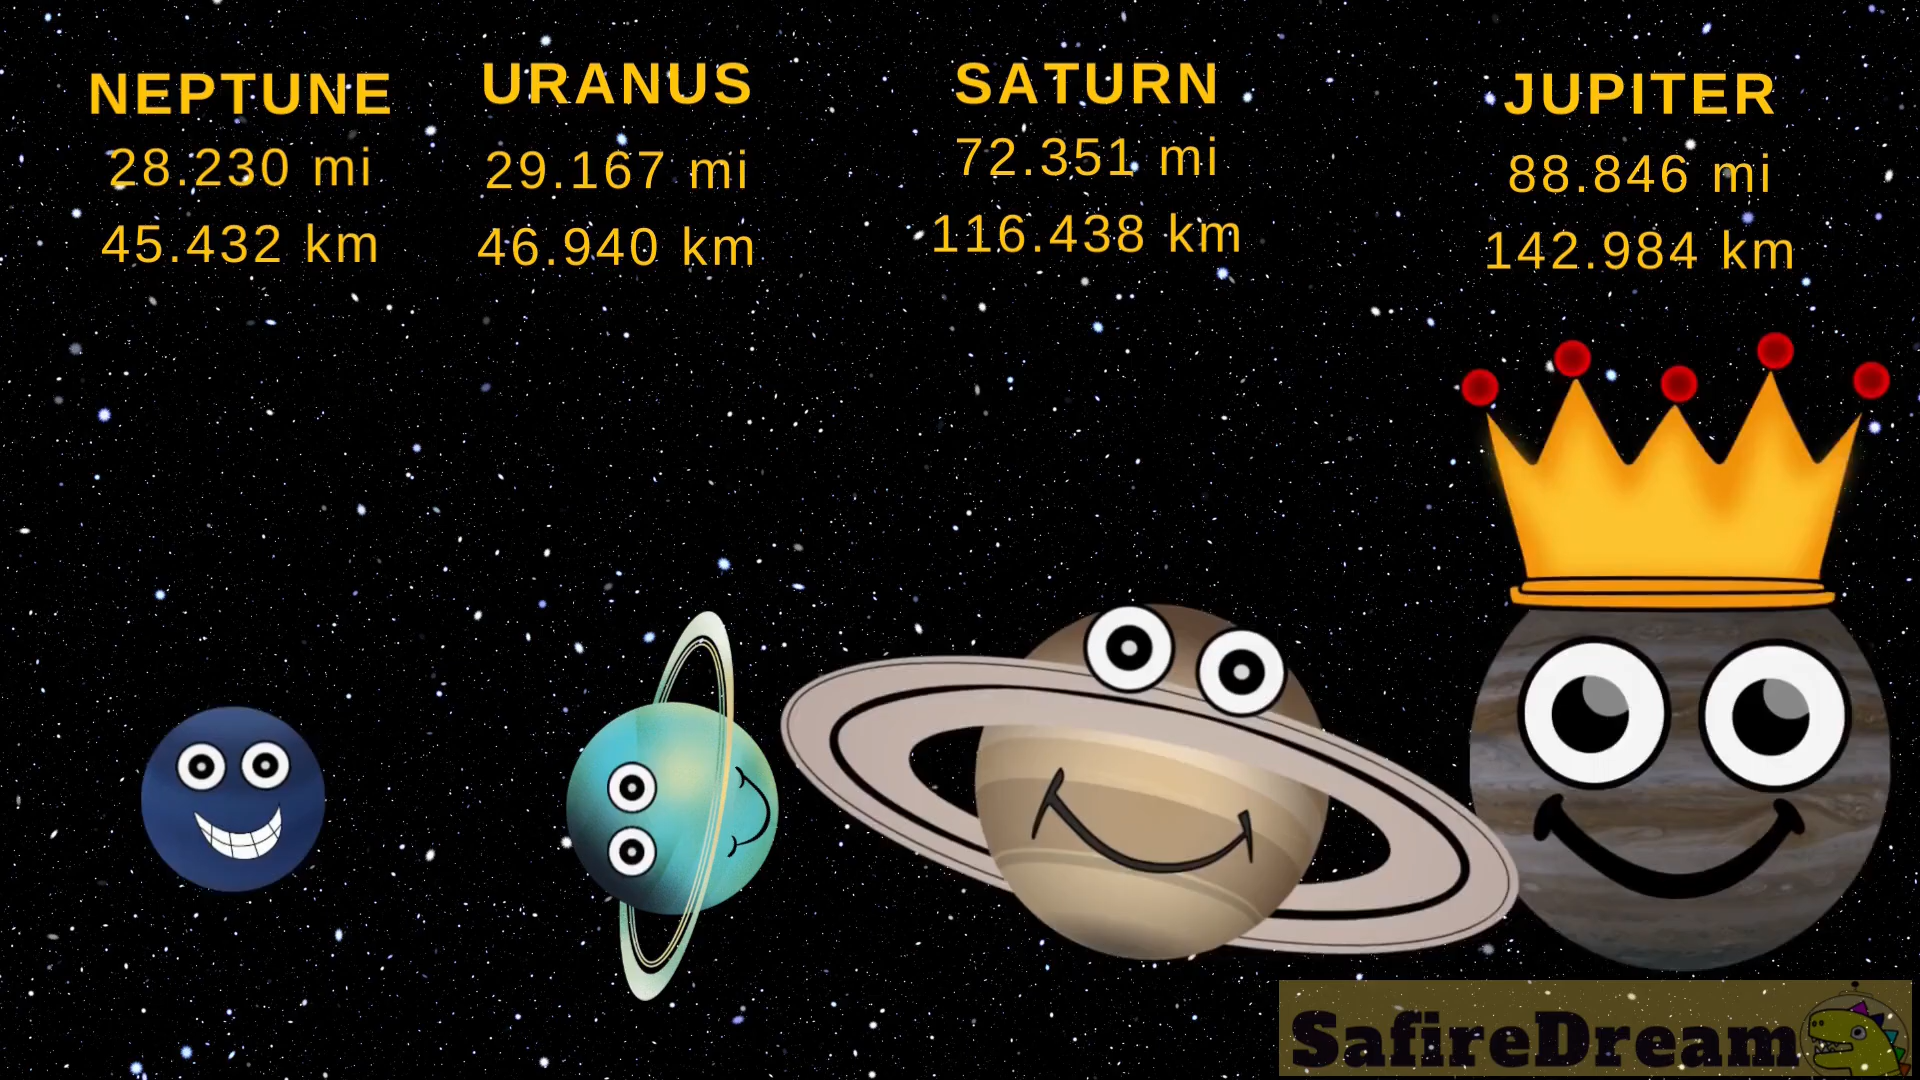 NEPTUNE
28.230 mi
45.432 km
URANUS
29.167 mi
46.940 km
SATURN
72.351 mi
116.438 km
JUPITER
88.846 mi
142.984 km
SafireDream